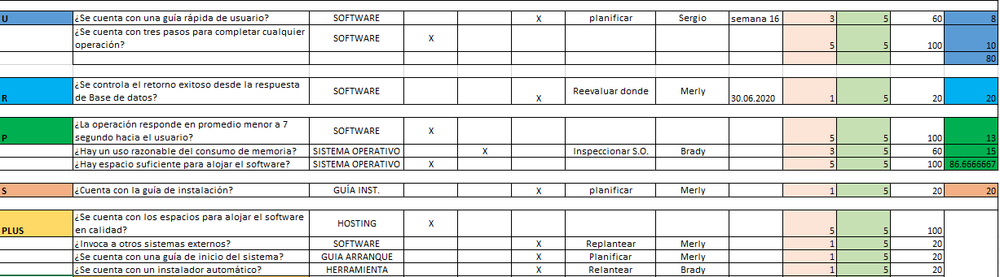 U ¿Se cuenta con una guía rápida de usuario? SOFTWARE X planificar Sergio semana 16 3 5 60 8
¿Se cuenta con tres pasos para completar cualquier
operación? SOFTWARE X 5 5 100 10
80
¿Se controla el retorno exitoso desde la respuesta
R de Base de datos? SOFTWARE X Reevaluar donde Merly 30.06.2020 1 5 20 20
¿La operación responde en promedio menor a 7
P segundo hacia el usuario? SOFTWARE X 5 5 100 13
¿Hay un uso razonable del consumo de memoria? SISTEMA OPERATIVO X Inspeccionar S.O. Brady 3 5 60 15
¿Hay espacio suficiente para alojar el software? SISTEMA OPERATIVO X 5 5 100 86.6666667
S ¿Cuenta con la guía de instalación? GUÍA INST. X planificar Merly 1 5 20 20
¿Se cuenta con los espacios para alojar el software
PLUS en calidad? HOSTING X 5 5 100
¿Invoca a otros sistemas externos? SOFTWARE X Replantear Merly 1 5 20
¿Se cuenta con una guía de inicio del sistema? GUIA ARRANQUE X Planificar Merly 1 5 20
¿Se cuenta con un instalador automático? HERRAMIENTA X Relantear Brady 1 5 20